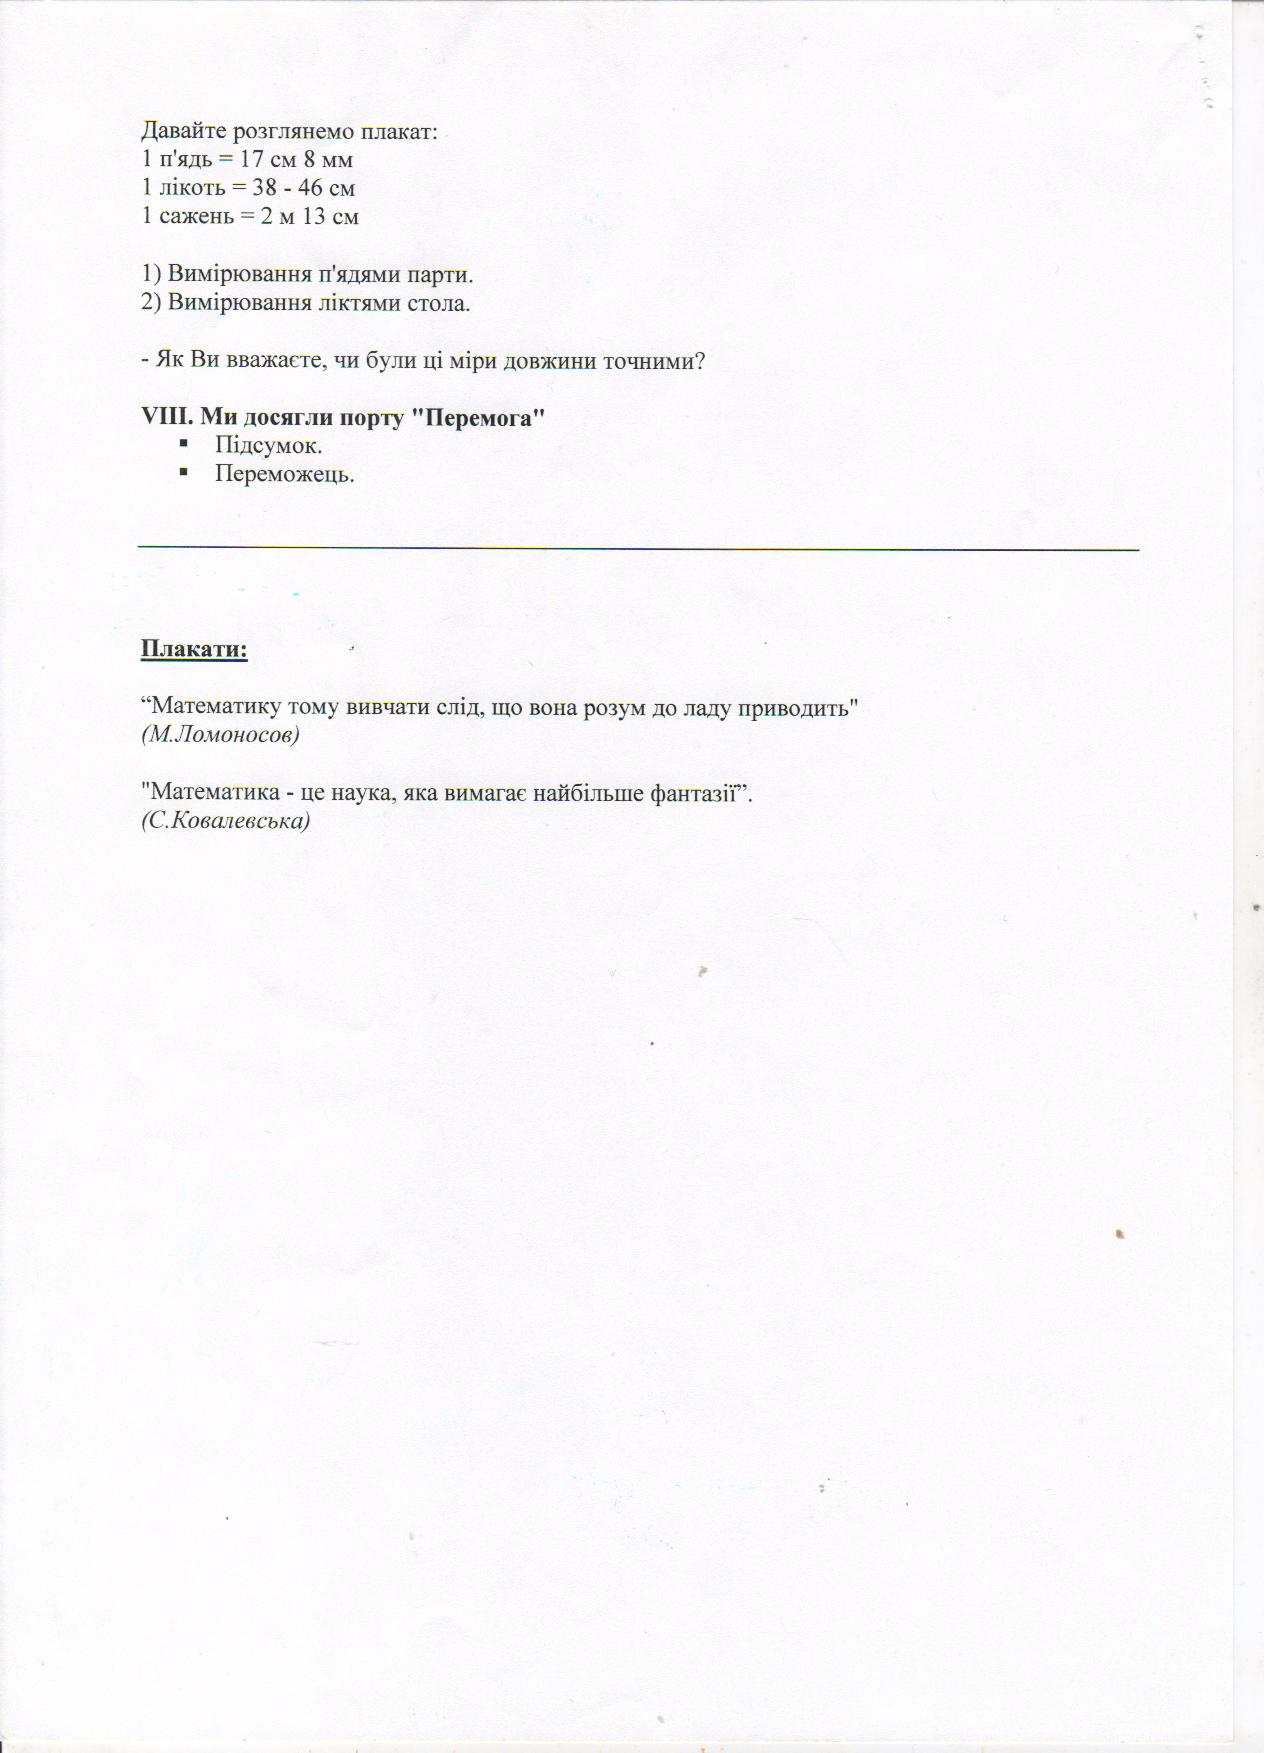 Давайте розглянемо плакат:
1 п'ядь = 17 см 8 мм
1 лікоть = 38 - 46 см
1 сажень = 2 м 13 см
1) Вимірювання п'ядями парти.
2) Вимірювання ліктями стола.
- Як Ви вважаєте, чи були ці міри довжини точними?
VIII. Ми досягли порту "Перемога"
▪ Підсумок.
▪ Переможець.
Плакати:
“Математику тому вивчати слід, що вона розум до ладу приводить"
(М.Ломоносов)
"Математика - це наука, яка вимагає найбільше фантазії”.
(С.Ковалевська)